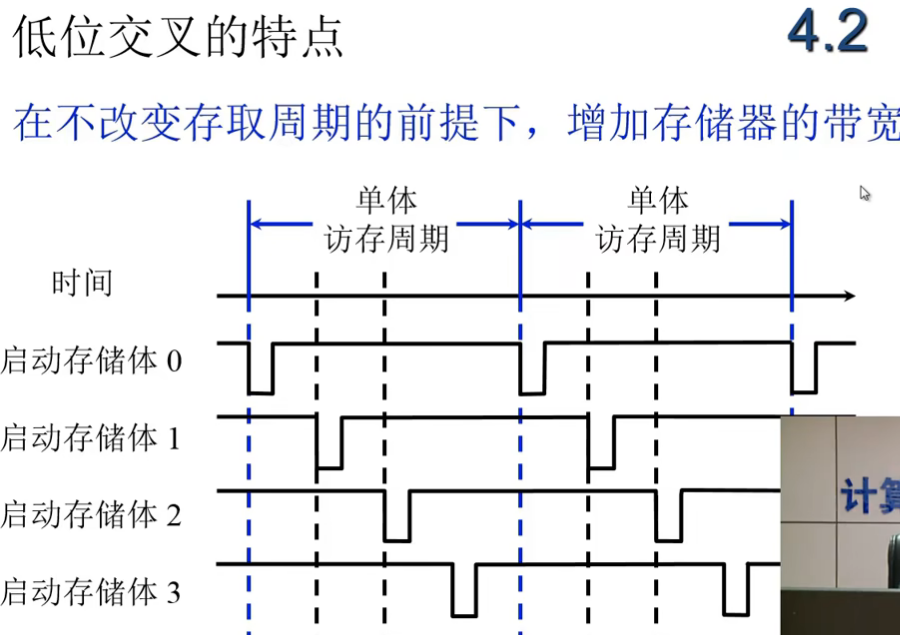 低位交叉的特点
4.2
在不改变存取周期的前提下，增加存储器的带宽
单体
访存周期
单体
访存周期
时间
启动存储体 0
启动存储体 1
启动存储体 2
启动存储体 3
计算